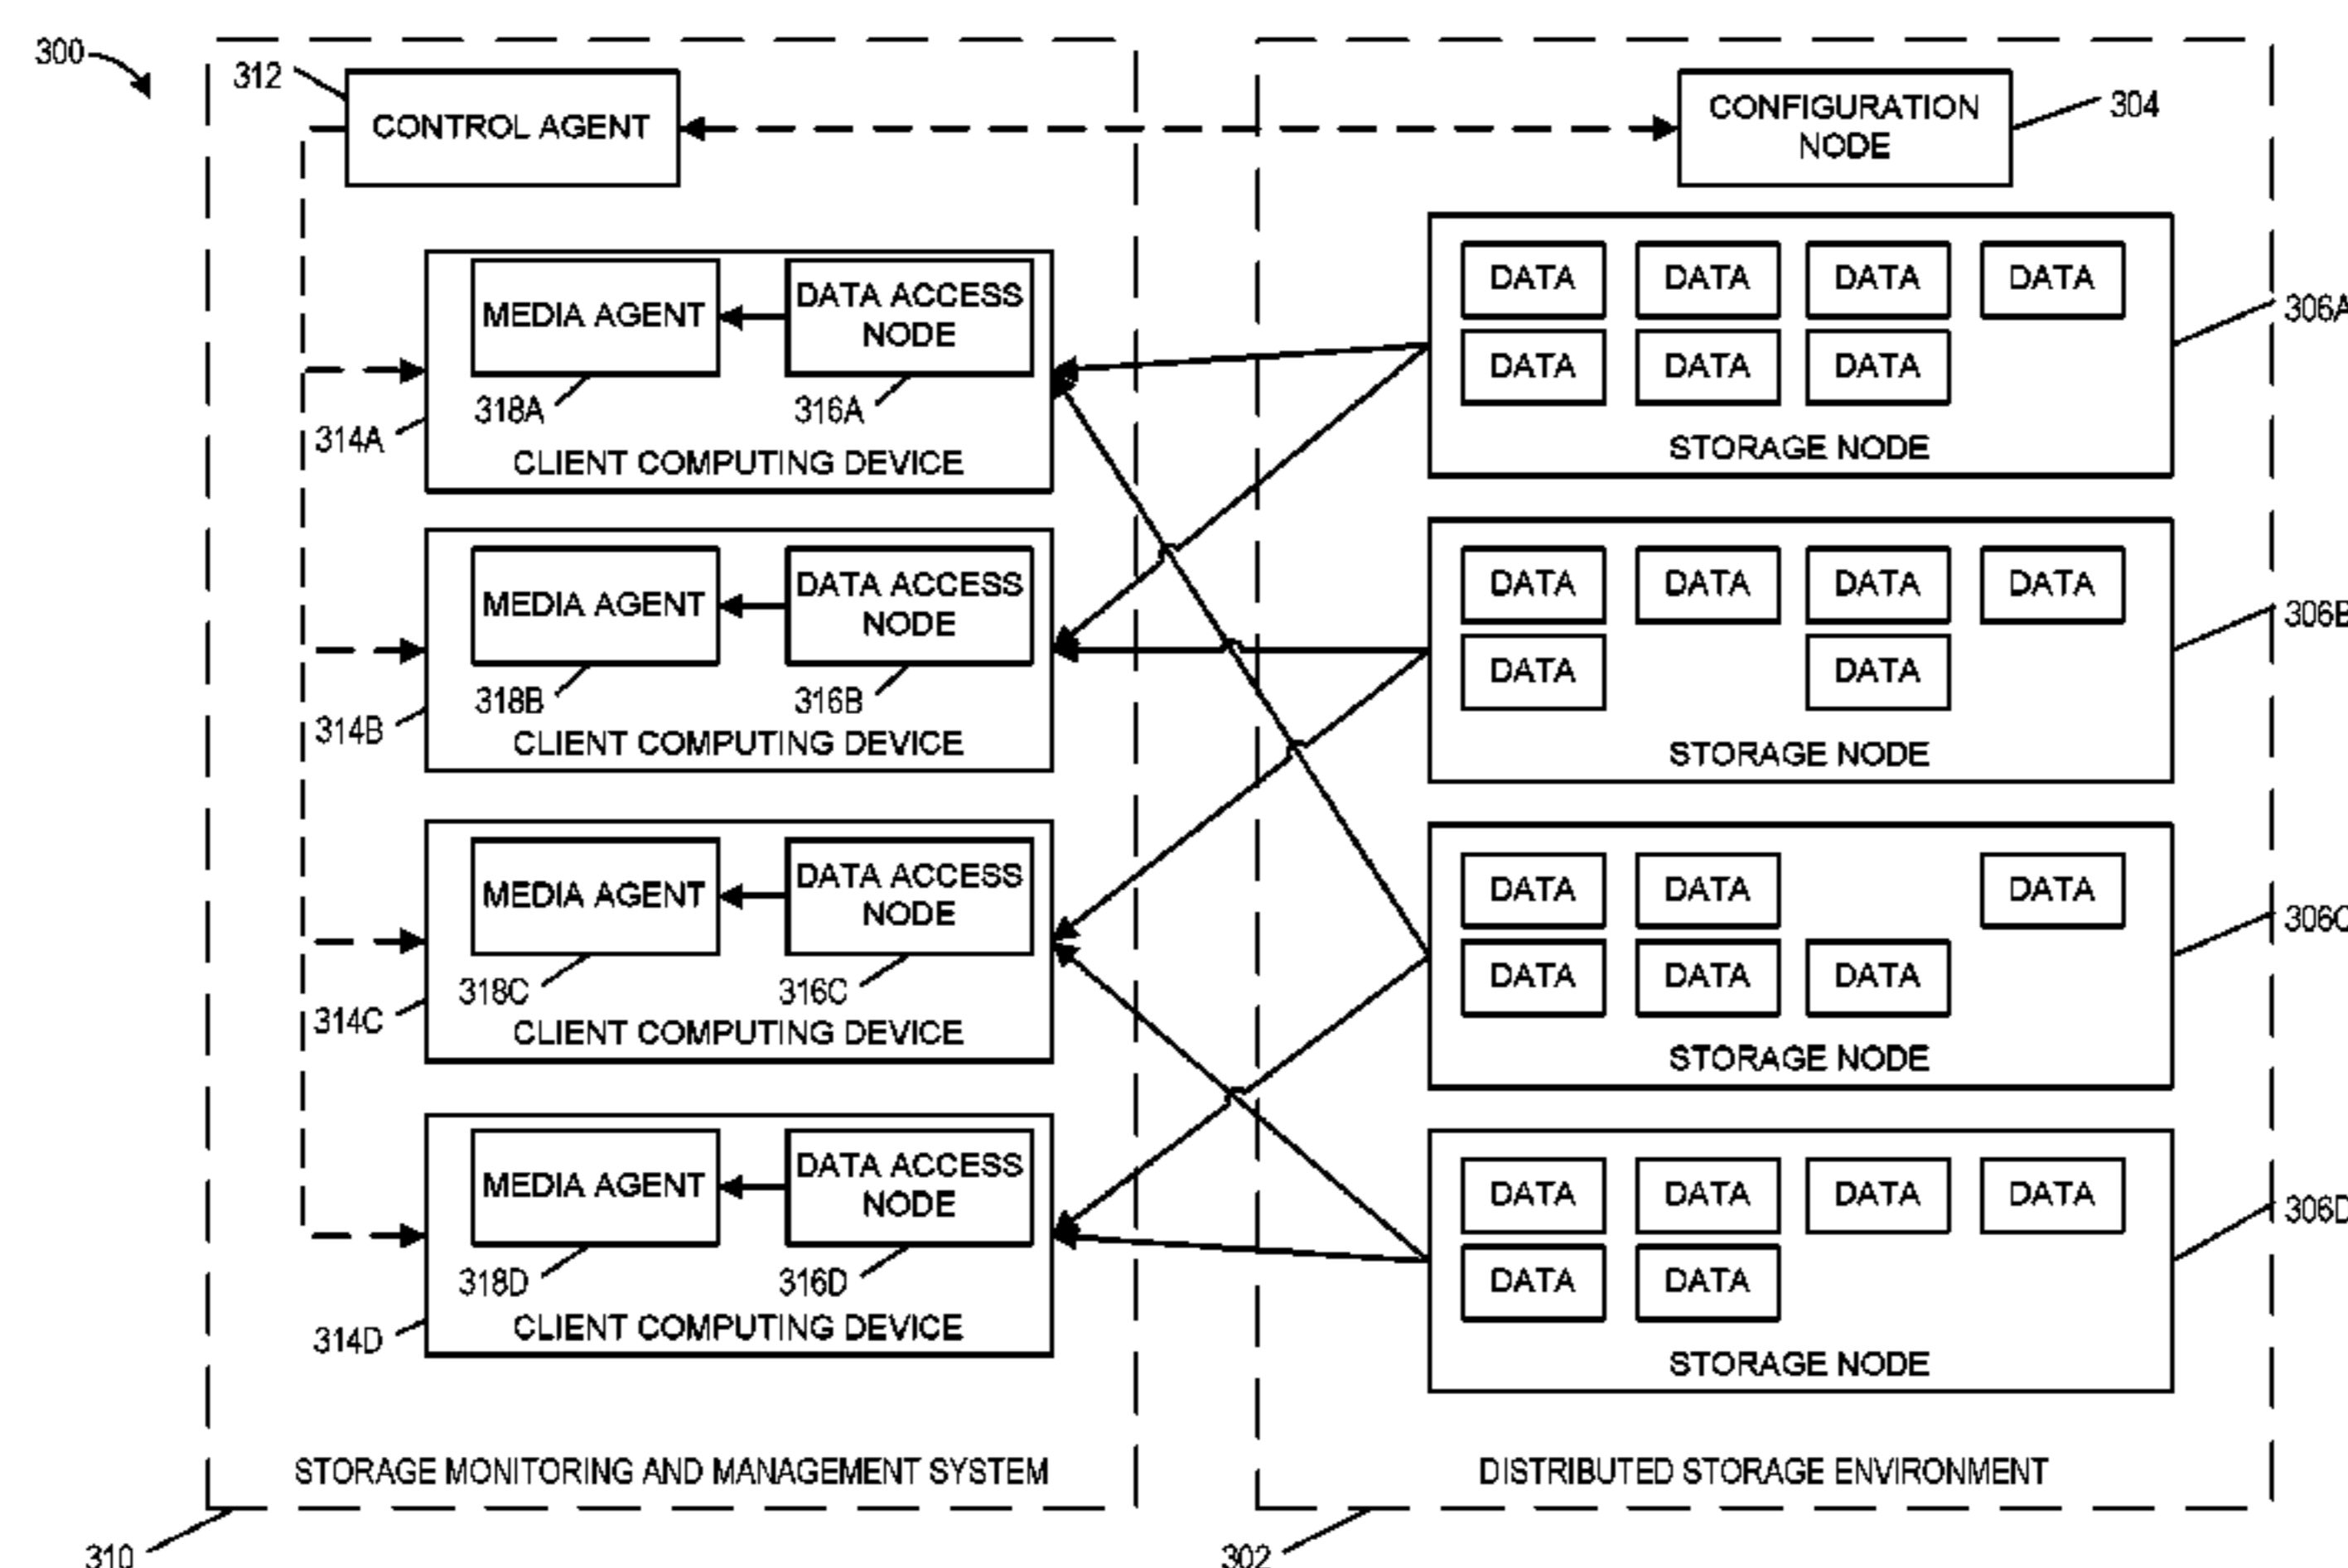 300
312
CONTROL AGENT
CONFIGURATION
NODE
304
MEDIA AGENT
DATA ACCESS
NODE
318A
316A
314A
CLIENT COMPUTING DEVICE
DATA DATA DATA DATA
DATA DATA DATA
STORAGE NODE
306A
MEDIA AGENT
DATA ACCESS
NODE
318B
316B
314B
CLIENT COMPUTING DEVICE
DATA DATA DATA DATA
DATA DATA
STORAGE NODE
306B
MEDIA AGENT
DATA ACCESS
NODE
318C
316C
314C
CLIENT COMPUTING DEVICE
DATA DATA DATA
DATA DATA DATA
STORAGE NODE
306C
MEDIA AGENT
DATA ACCESS
NODE
318D
316D
314D
CLIENT COMPUTING DEVICE
DATA DATA DATA DATA
DATA DATA
STORAGE NODE
306D
STORAGE MONITORING AND MANAGEMENT SYSTEM
DISTRIBUTED STORAGE ENVIRONMENT
310
302